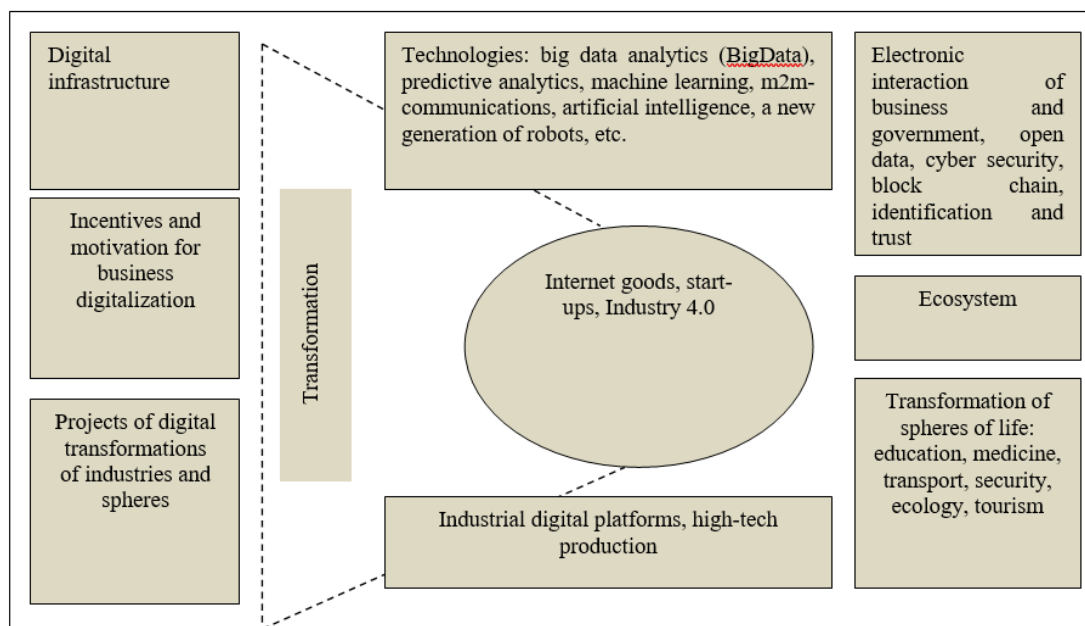 Digital
infrastructure
Incentives and
motivation for
business
digitalization
Projects of digital
transformations
of industries and
spheres
Transformation
Technologies: big data analytics (BigData),
predictive analytics, machine learning, m2m-
communications, artificial intelligence, a new
generation of robots, etc.
Internet goods, start-
ups, Industry 4.0
Industrial digital platforms, high-tech
production
Electronic
interaction of
business and
government, open
data, cyber security,
block chain,
identification and
trust
Ecosystem
Transformation of
spheres of life:
education, medicine,
transport, security,
ecology, tourism